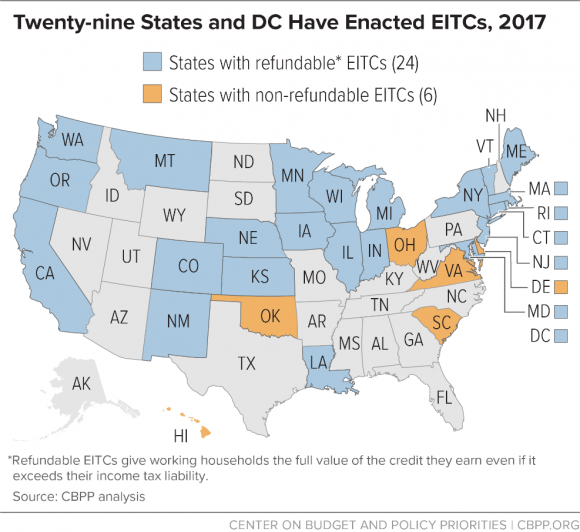 Twenty-nine States and DC Have Enacted EITCs, 2017
States with refundable* EITCs (24)
States with non-refundable EITCs (6)
NH
WA
VT
ME
MT
ND
MN
OR
ID
SD
WI
NY
MA
WY
MI
RI
IA
PA
CT
NE
NV
IL
IN
OH
NJ
UT
CO
WV
VA
DE
CA
KS
MO
KY
MD
NC
TN
DC
OK
AR
SC
AZ
NM
MS
AL
GA
LA
TX
AK
FL
HI
*Refundable EITCs give working households the full value of the credit they earn even if it
exceeds their income tax liability.
Source: CBPP analysis
CENTER ON BUDGET AND POLICY PRIORITIES | CBPP.ORG